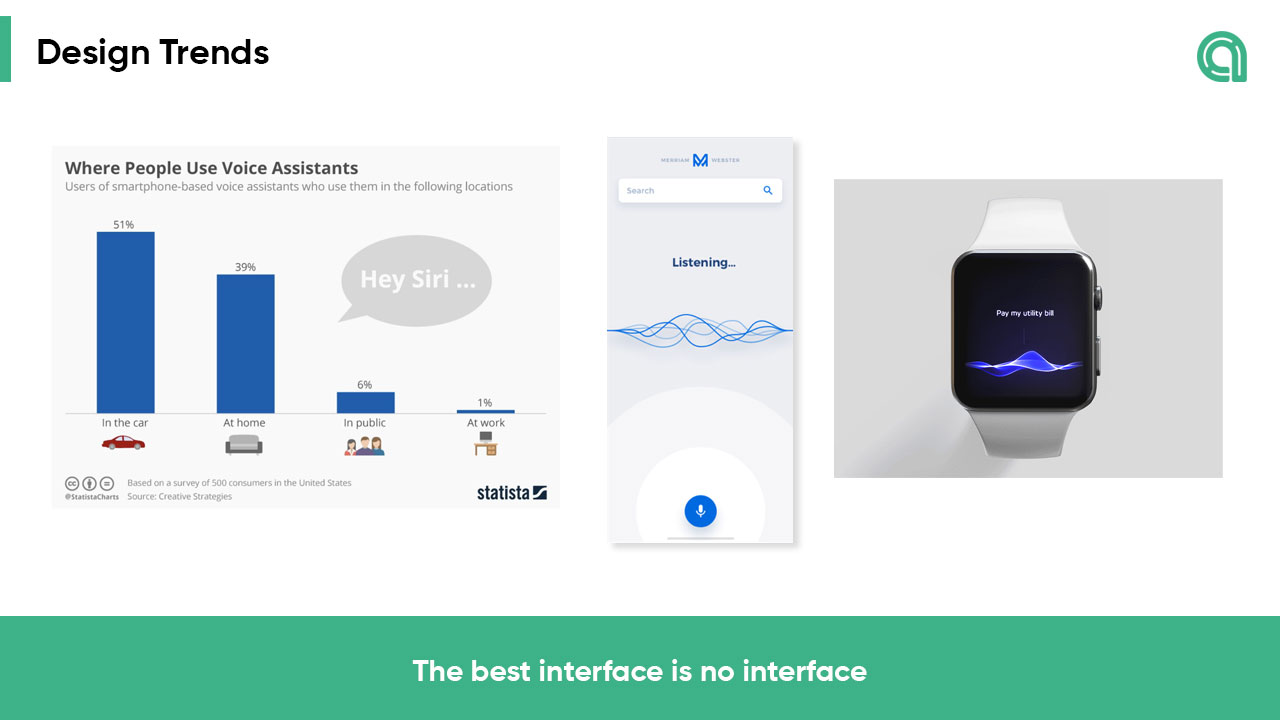 Design Trends
Where People Use Voice Assistants
Users of smartphone-based voice assistants who use them in the following locations
51%
39%
6%
1%
Hey Siri ...
In the car
At home
In public
At work
@StatistaCharts
Based on a survey of 500 consumers in the United States
Source: Creative Strategies
statista
MERRIAM M WEBSTER
Search
Listening...
Pay my utility bill
The best interface is no interface